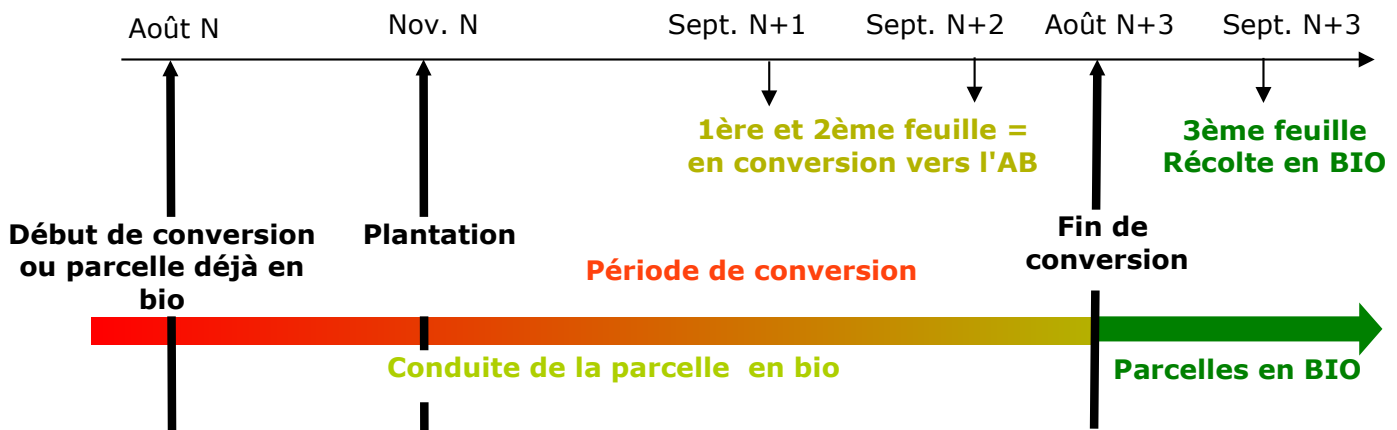 Août N
Nov. N
Sept. N+1
Sept. N+2
Août N+3
Sept. N+3
1ère et 2ème feuille =
en conversion vers l'AB
3ème feuille
Récolte en BIO
Début de conversion
ou parcelle déjà en
bio
Plantation
Fin de
conversion
Période de conversion
Conduite de la parcelle en bio
Parcelles en BIO